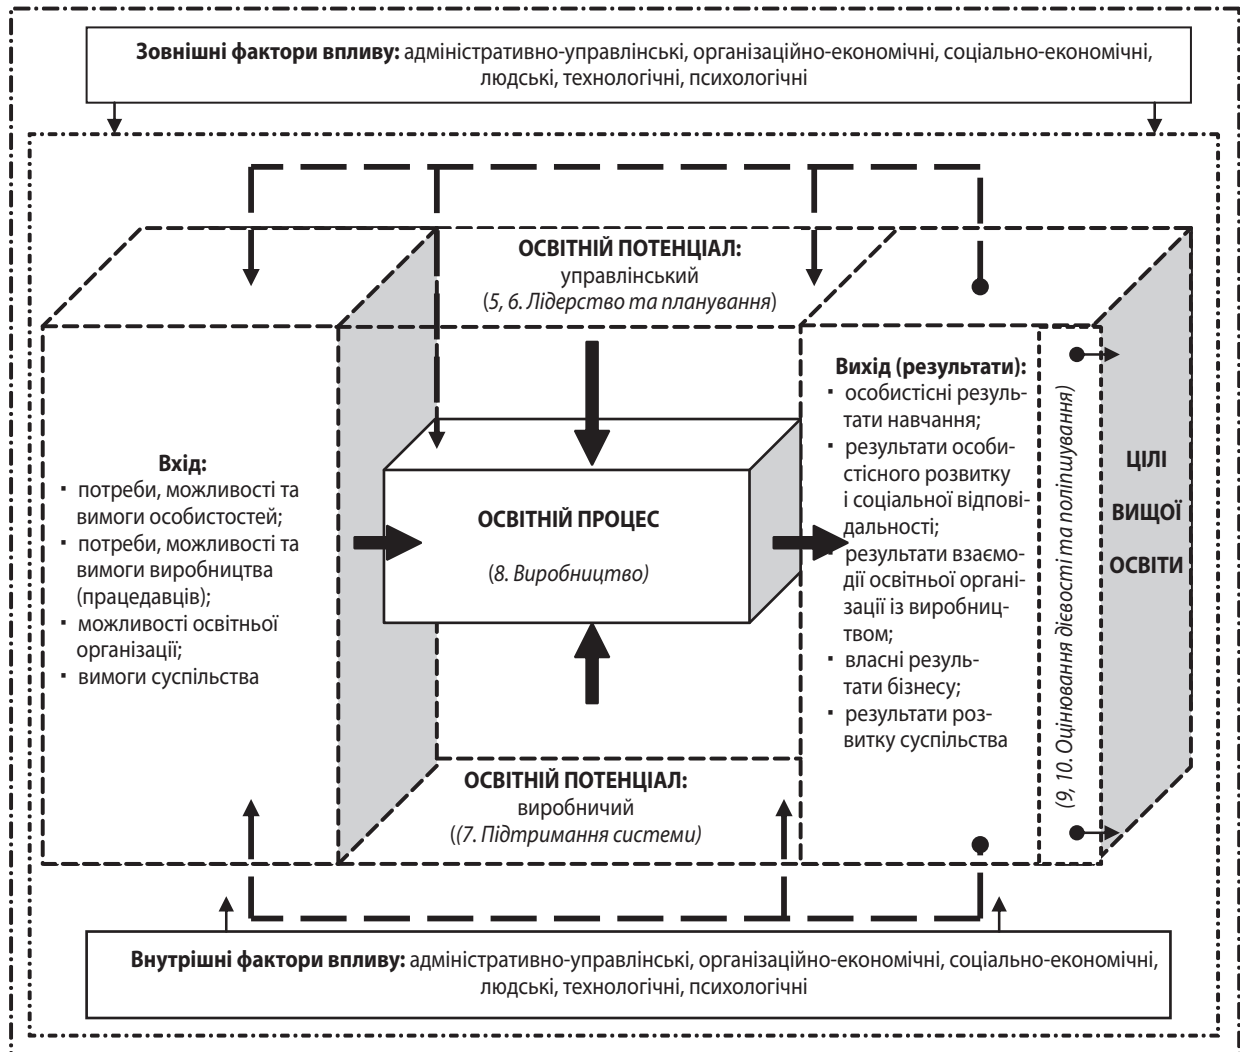 Зовнішні фактори впливу: адміністративно-управлінські, організаційно-економічні, соціально-економічні,
людські, технологічні, психологічні
ОСВІТНІЙ ПОТЕНЦІАЛ:
управлінський
(5, 6. Лідерство та планування)
Вхід:
· потреби, можливості та
вимоги особистостей;
· потреби, можливості та
вимоги виробництва
(працедавців);
· можливості освітньої
організації;
· вимоги суспільства
ОСВІТНІЙ ПРОЦЕС
(8. Виробництво)
Вихід (результати):
· особистісні резуль-
тати навчання;
· результати особи-
стісного розвитку
і соціальної відпові-
дальності;
· результати взаємо-
дії освітньої органі-
зації із виробниц-
твом;
· власні резуль-
тати бізнесу;
· результати роз-
витку суспільства
(9, 10. Оцінювання дієвості та поліпшування)
ЦІЛІ
ВИЩОЇ
ОСВІТИ
ОСВІТНІЙ ПОТЕНЦІАЛ:
виробничий
((7. Підтримання системи)
Внутрішні фактори впливу: адміністративно-управлінські, організаційно-економічні, соціально-економічні,
людські, технологічні, психологічні